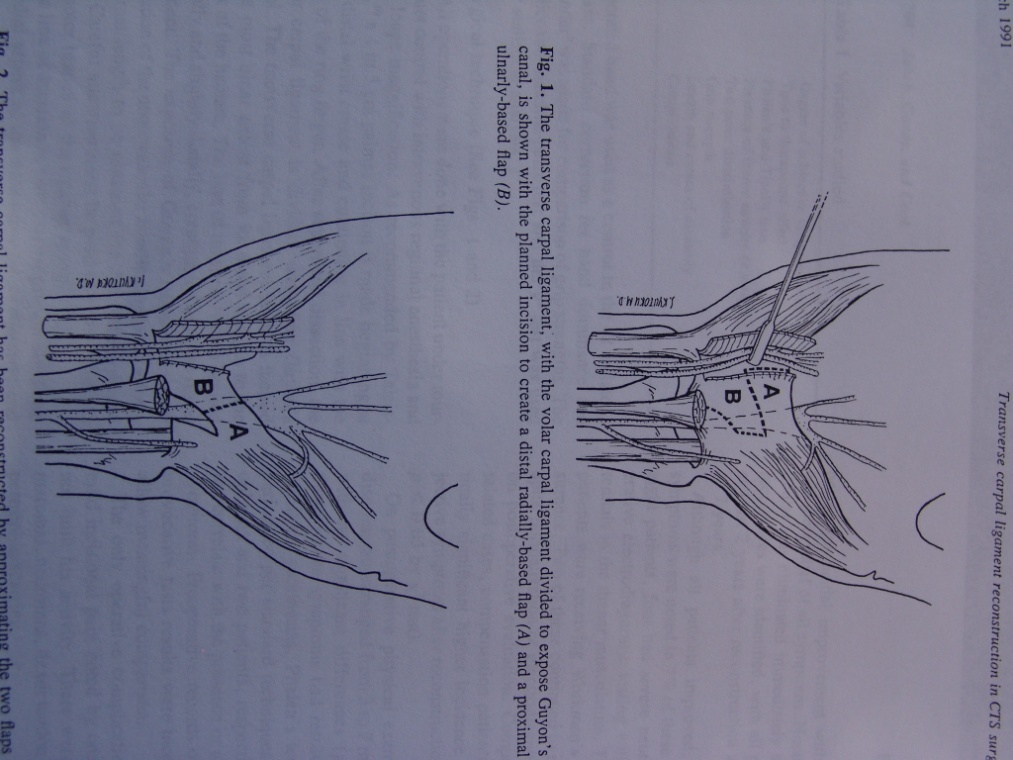 ch 1991
Transverse carpal ligament reconstruction in CTS surg
J. KYUTOKU M.D.
A
B
Fig. 1. The transverse carpal ligament, with the volar carpal ligament divided to expose Guyon's
canal, is shown with the planned incision to create a distal radially-based flap (A) and a proximal
ulnarly-based flap (B).
J. KYUTOKU M.D.
B
A
Fig. 2. The transverse carpal ligament has been reconstructed by approximating the two flaps